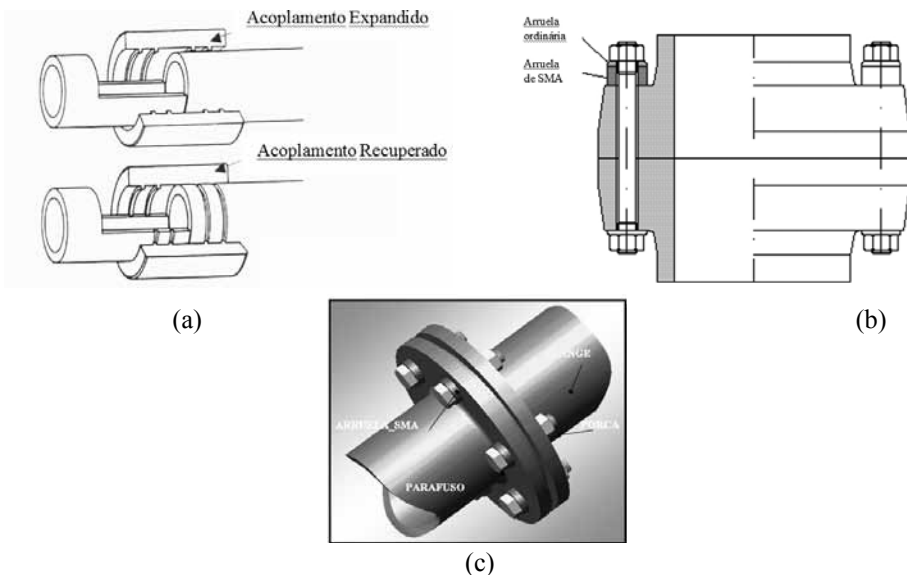 Acoplamento Expandido
Acoplamento Recuperado
(a)
Arruela
ordinária
Arruela
de SMA
(b)
PARAFUSO
(c)